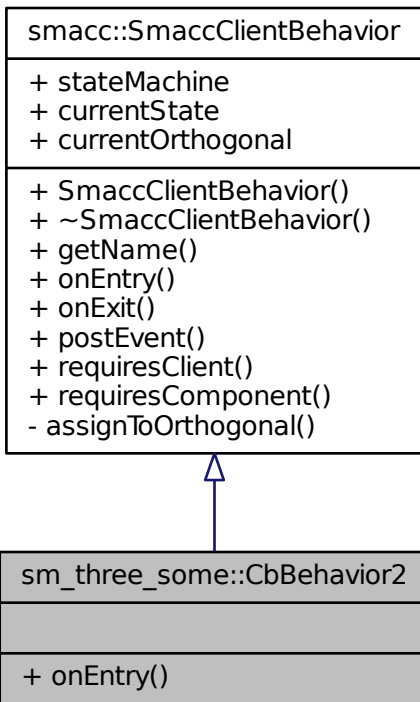 smacc::SmaccClientBehavior
+ stateMachine
+ currentState
+ currentOrthogonal
+ SmaccClientBehavior()
+ ~SmaccClientBehavior()
+ getName()
+ onEntry()
+ onExit()
+ postEvent()
+ requiresClient()
+ requiresComponent()
- assignToOrthogonal()
sm_three_some::CbBehavior2
+ onEntry()